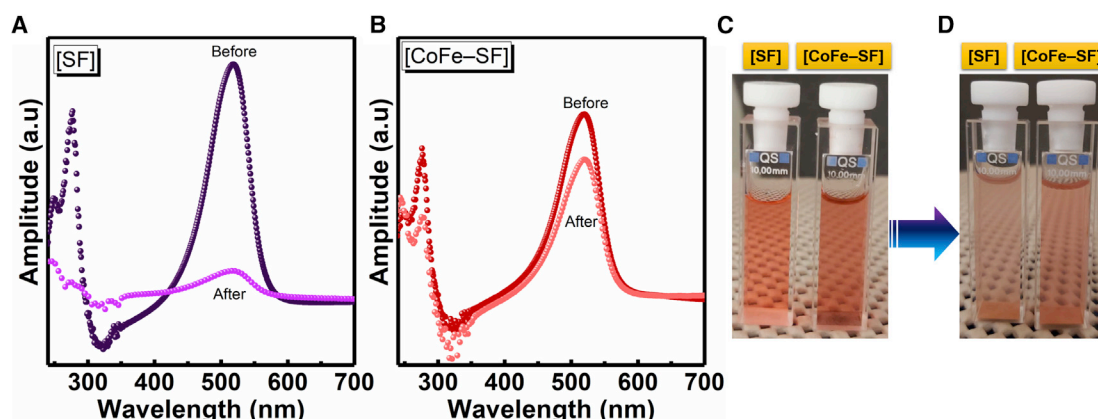 A
[SF]
Before
After
Amplitude (a.u)
300 400 500 600 700
Wavelength (nm)
B
[CoFe–SF]
Before
After
Amplitude (a.u)
300 400 500 600 700
Wavelength (nm)
C
[SF] [CoFe–SF]
QS QS
10,00mm 10,00mm
D
[SF] [CoFe–SF]
QS QS
10,00mm 10,00mm